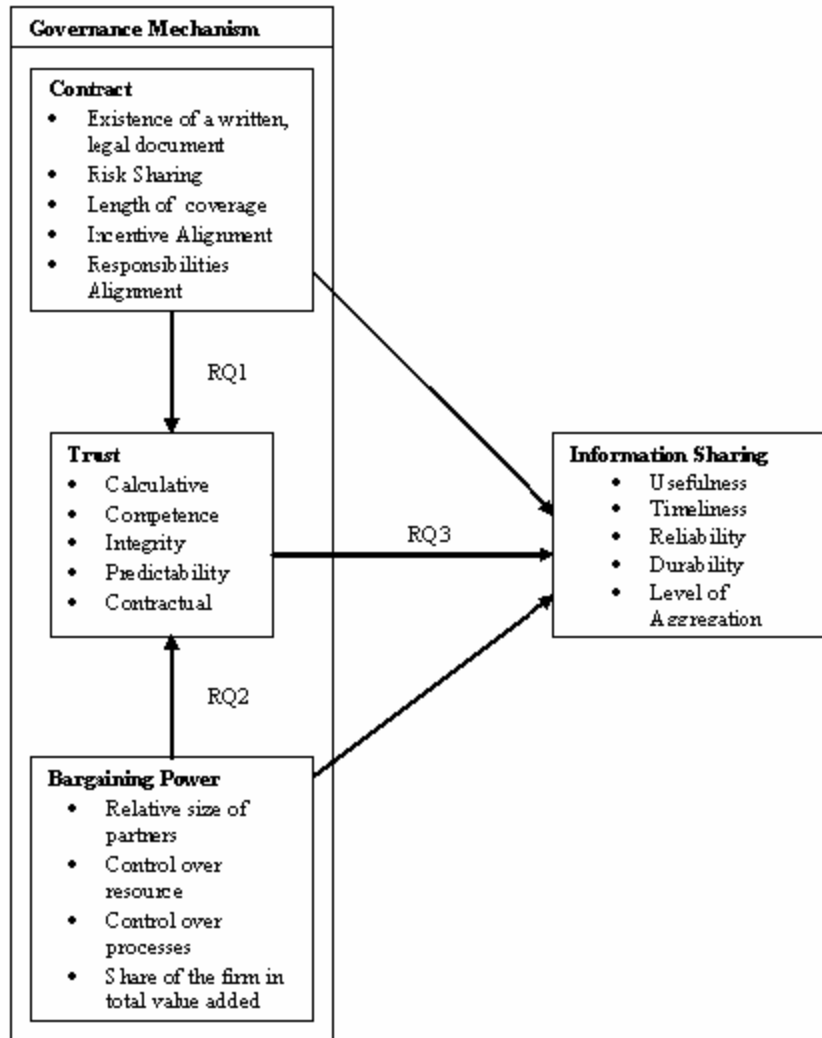 Governance Mechanism
Contract
• Existence of a written,
legal document
• Risk Sharing
• Length of coverage
• Incentive Alignment
• Responsibilities
Alignment
RQ1
Trust
• Calculative
• Competence
• Integrity
• Predictability
• Contractual
RQ3
Information Sharing
• Usefulness
• Timeliness
• Reliability
• Durability
• Level of
Aggregation
RQ2
Bargaining Power
• Relative size of
partners
• Control over
resource
• Control over
processes
• Share of the firm in
total value added